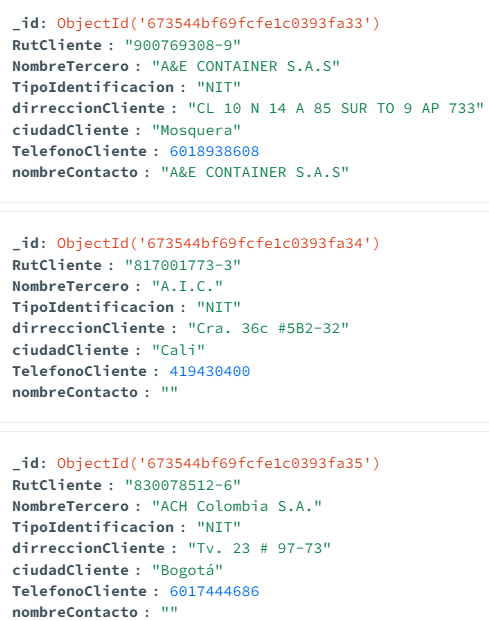 _id: ObjectId('673544bf69fcfe1c0393fa33')
RutCliente : "900769308-9"
NombreTercero : "A&E CONTAINER S.A.S"
TipoIdentificacion : "NIT"
dirreccionCliente : "CL 10 N 14 A 85 SUR TO 9 AP 733"
ciudadCliente : "Mosquera"
TelefonoCliente : 6018938608
nombreContacto : "A&E CONTAINER S.A.S"
_id: ObjectId('673544bf69fcfe1c0393fa34')
RutCliente : "817001773-3"
NombreTercero : "A.I.C."
TipoIdentificacion : "NIT"
dirreccionCliente : "Cra. 36c #5B2-32"
ciudadCliente : "Cali"
TelefonoCliente : 419430400
nombreContacto : ""
_id: ObjectId('673544bf69fcfe1c0393fa35')
RutCliente : "830078512-6"
NombreTercero : "ACH Colombia S.A."
TipoIdentificacion : "NIT"
dirreccionCliente : "Tv. 23 # 97-73"
ciudadCliente : "Bogotá"
TelefonoCliente : 6017444686
nombreContacto : ""